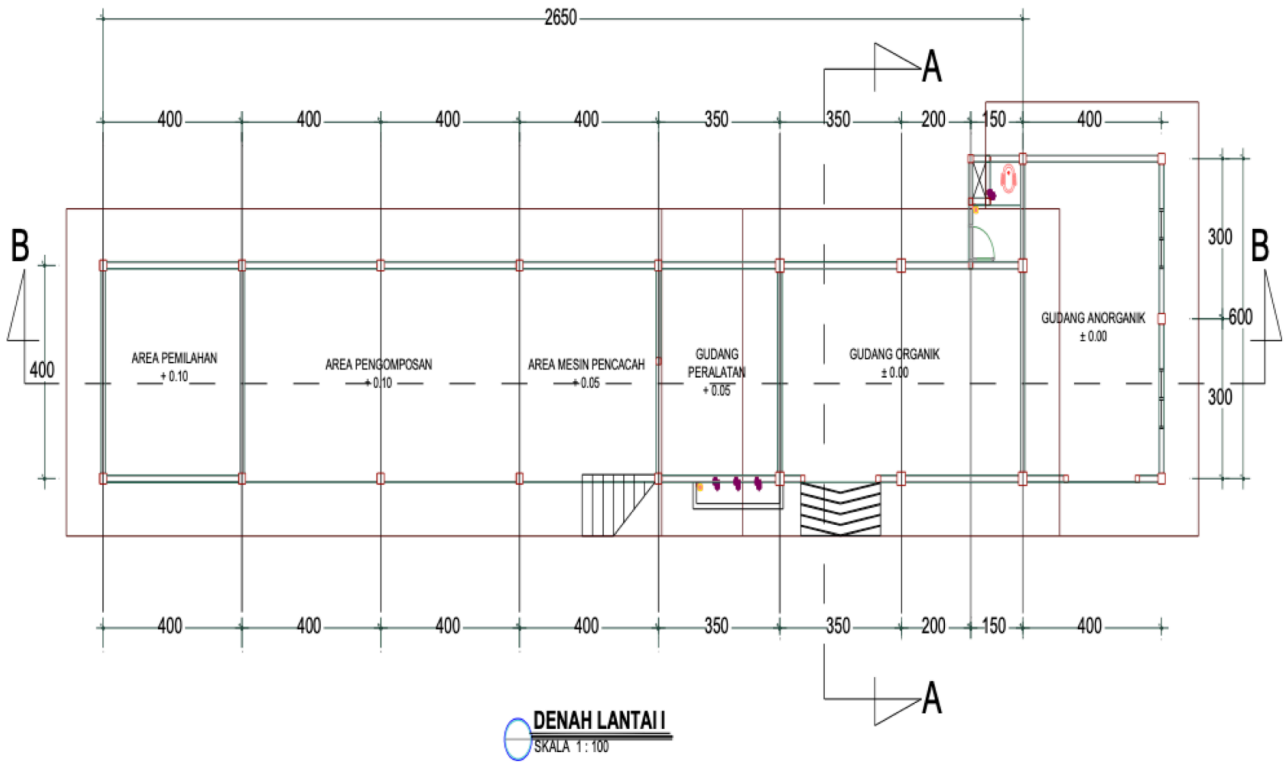 2650
A
400 400 400 400 350 350 200 150 400
B
B
300
600
300
400
AREA PEMILAHAN
+ 0.10
AREA PENGOMPOSAN
+ 0.10
AREA MESIN PENCACAH
+ 0.05
GUDANG
PERALATAN
+ 0.05
GUDANG ORGANIK
± 0.00
GUDANG ANORGANIK
± 0.00
400 400 400 400 350 350 200 150 400
A
DENAH LANTAI I
SKALA 1 : 100